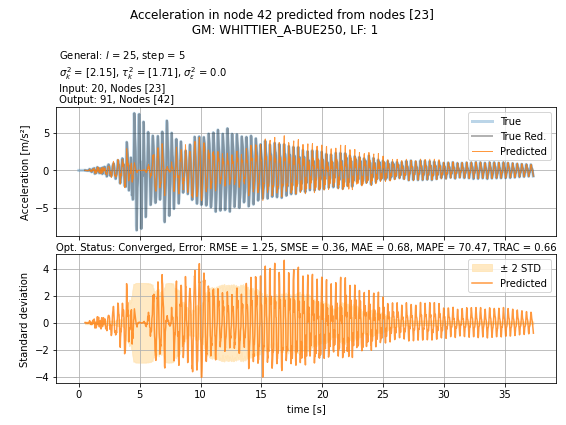 Acceleration in node 42 predicted from nodes [23]
GM: WHITTIER_A-BUE250, LF: 1
General: l = 25, step = 5
σ²ₖ = [2.15], τ²ₖ = [1.71], σ²ε = 0.0
Input: 20, Nodes [23]
Output: 91, Nodes [42]
Acceleration [m/s²]
5
0
−5
True
True Red.
Predicted
Opt. Status: Converged, Error: RMSE = 1.25, SMSE = 0.36, MAE = 0.68, MAPE = 70.47, TRAC = 0.66
Standard deviation
4
2
0
−2
−4
± 2 STD
Predicted
0 5 10 15 20 25 30 35
time [s]